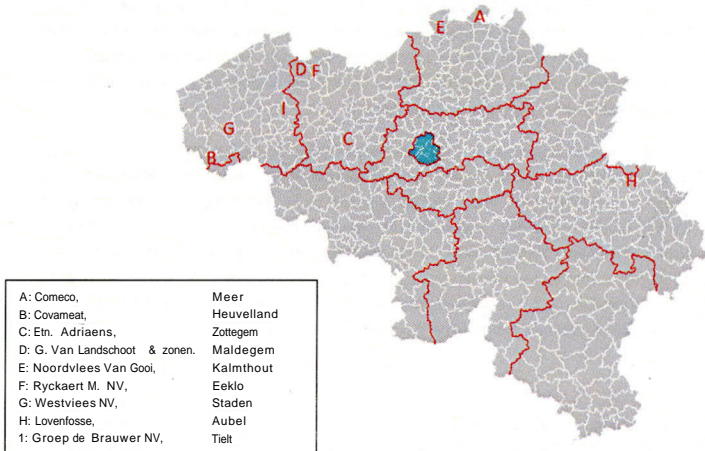 A
E
D F
I
G
C
B
H
A: Comeco, Meer
B: Covameat, Heuvelland
C: Etn. Adriaens, Zottegem
D: G. Van Landschoot & zonen. Maldegem
E: Noordvlees Van Gooi, Kalmthout
F: Ryckaert M. NV, Eeklo
G: Westviees NV, Staden
H: Lovenfosse, Aubel
1: Groep de Brauwer NV, Tielt